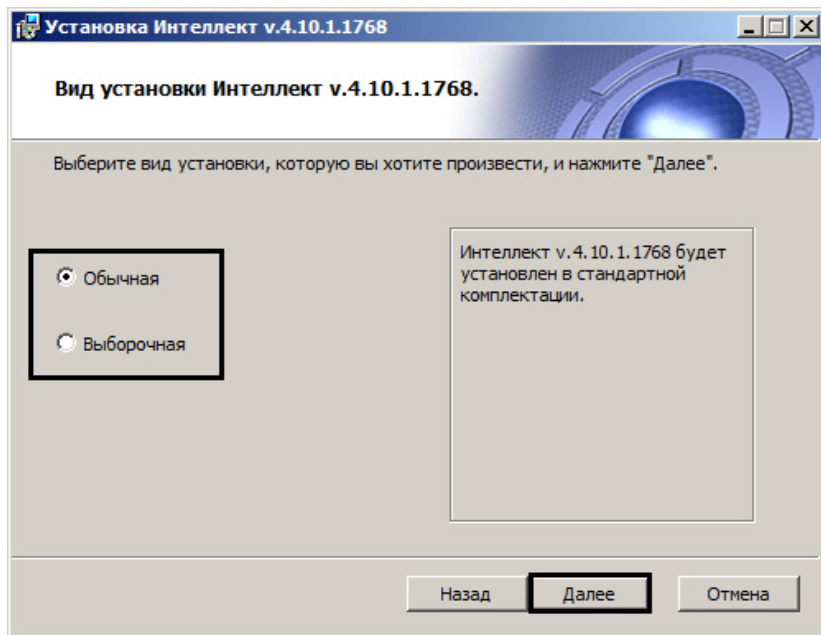 Установка Интеллект v.4.10.1.1768
Вид установки Интеллект v.4.10.1.1768.
Выберите вид установки, которую вы хотите произвести, и нажмите "Далее".
Обычная
Выборочная
Интеллект v.4.10.1.1768 будет
установлен в стандартной
комплектации.
Назад
Далее
Отмена